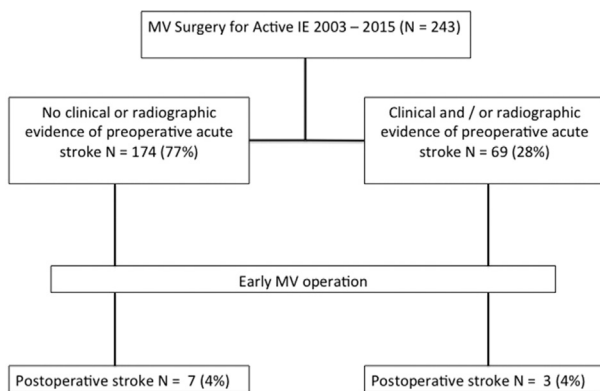 MV Surgery for Active IE 2003 – 2015 (N = 243)
No clinical or radiographic
evidence of preoperative acute
stroke N = 174 (77%)
Clinical and / or radiographic
evidence of preoperative acute
stroke N = 69 (28%)
Early MV operation
Postoperative stroke N = 7 (4%)
Postoperative stroke N = 3 (4%)